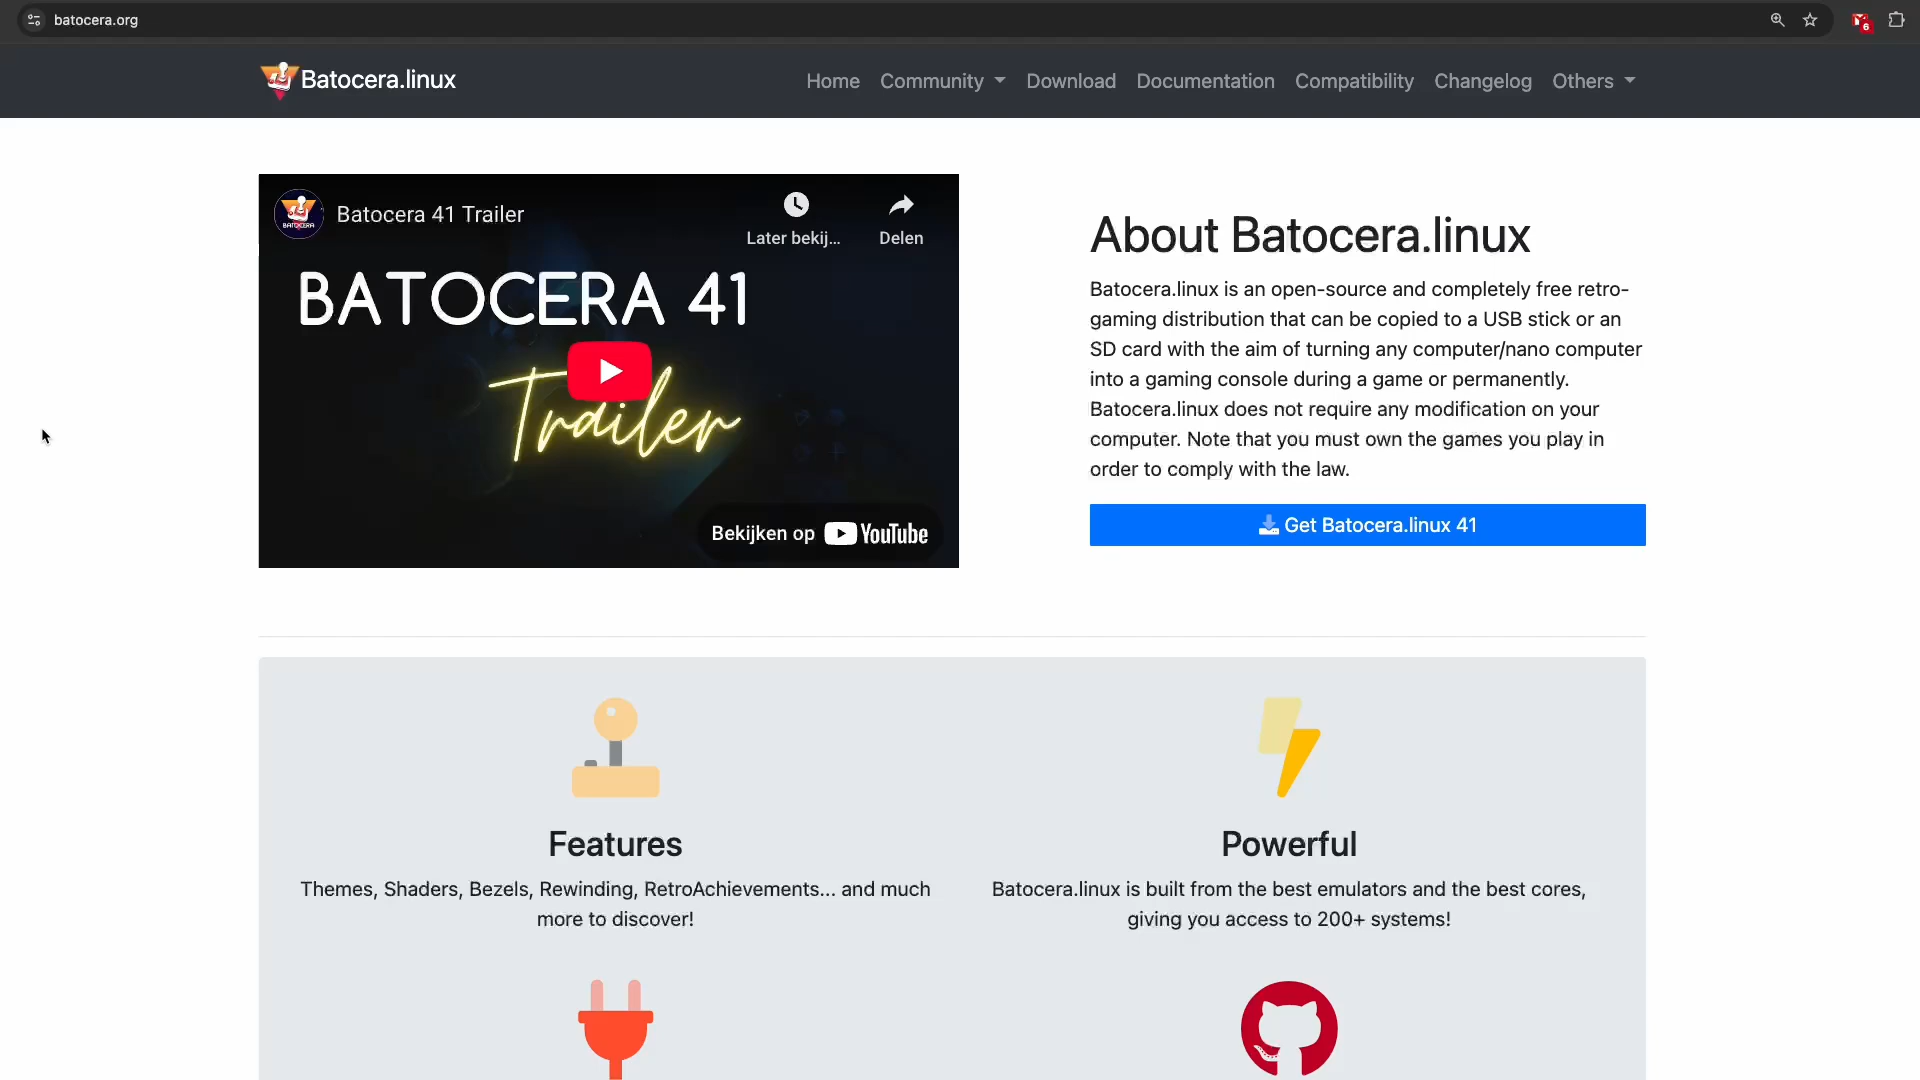 batocera.org
6
Batocera.linux
Home Community Download Documentation Compatibility Changelog Others
BATOCERA
Batocera 41 Trailer
Later bekij...
Delen
BATOCERA 41
Trailer
Bekijken op YouTube
About Batocera.linux
Batocera.linux is an open-source and completely free retro-
gaming distribution that can be copied to a USB stick or an
SD card with the aim of turning any computer/nano computer
into a gaming console during a game or permanently.
Batocera.linux does not require any modification on your
computer. Note that you must own the games you play in
order to comply with the law.
Get Batocera.linux 41
Features
Themes, Shaders, Bezels, Rewinding, RetroAchievements... and much
more to discover!
Powerful
Batocera.linux is built from the best emulators and the best cores,
giving you access to 200+ systems!